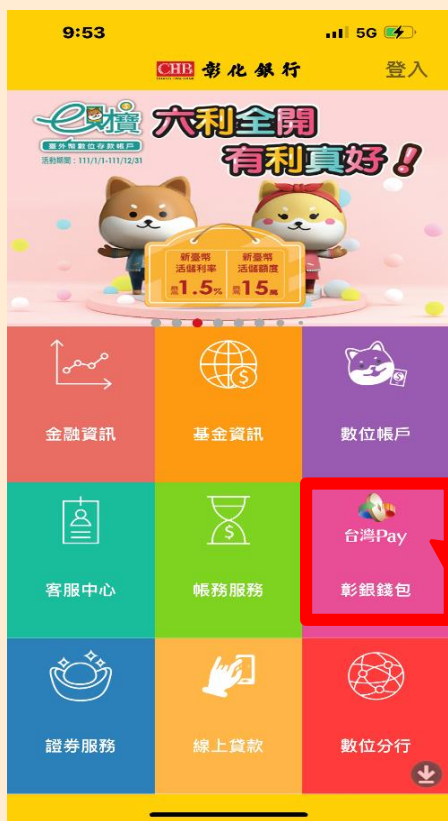 9:53
5G
CHB 彰化銀行
登入
e財寶
臺外幣數位存款帳戶
活動期間：111/1/1-111/12/31
六利全開
有利真好！
新臺幣
活儲利率
最高1.5%
新臺幣
活儲額度
最高15萬
金融資訊
基金資訊
數位帳戶
客服中心
帳務服務
台灣Pay
彰銀錢包
證券服務
線上貸款
數位分行